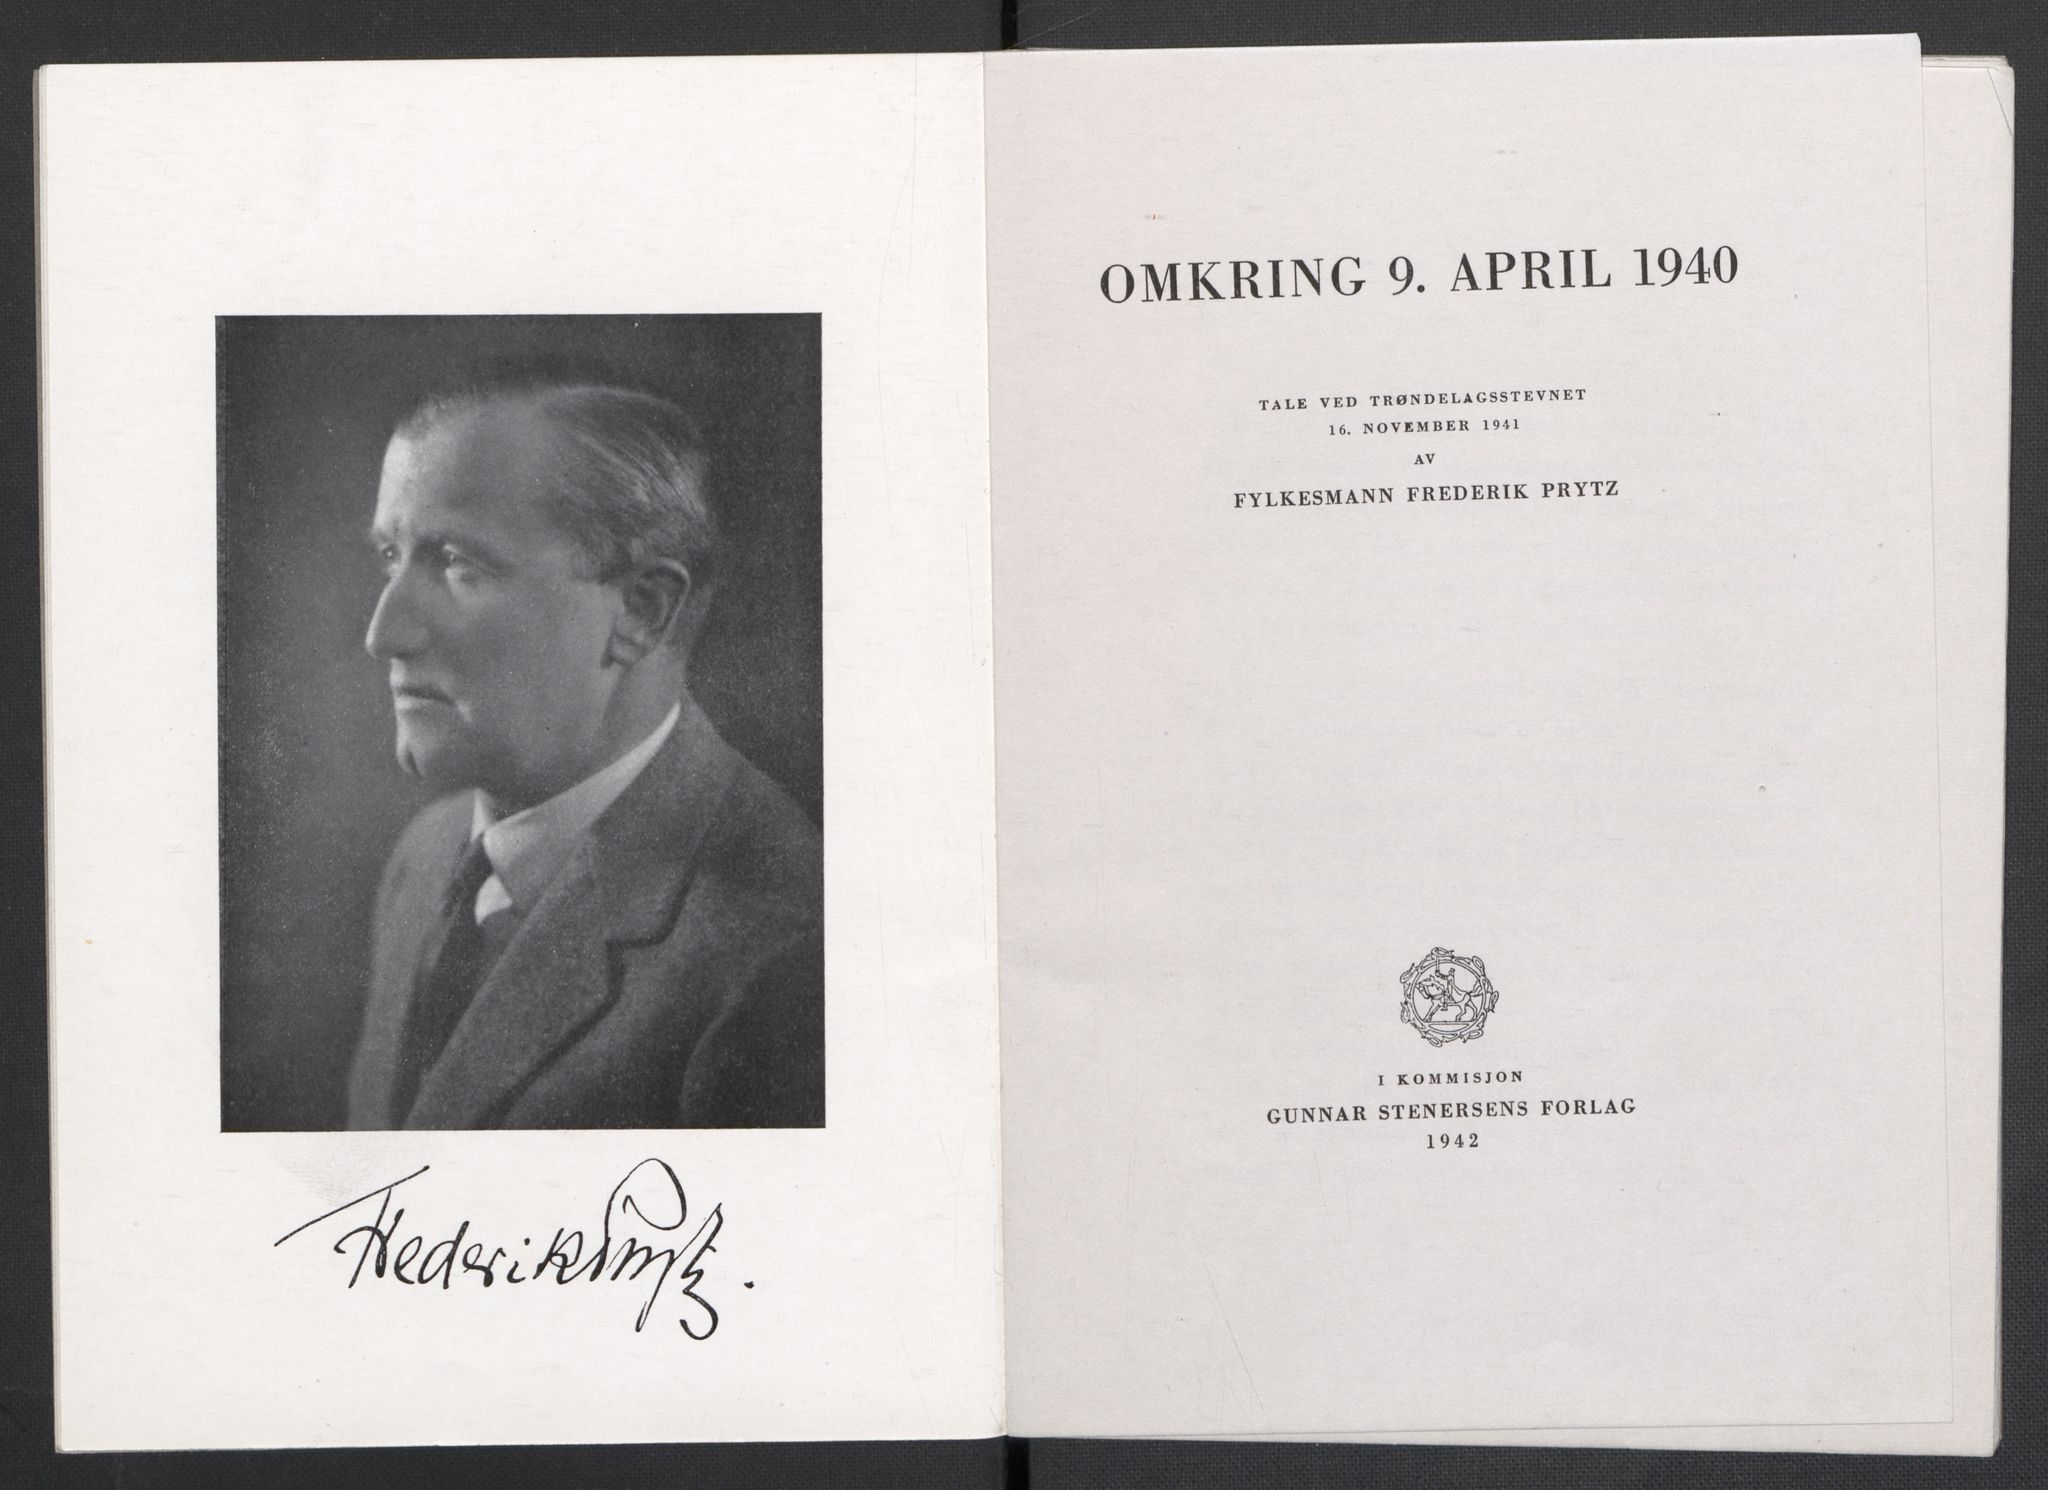 Frederik Prytz.
OMKRING 9. APRIL 1940
TALE VED TRØNDELAGSSTEVNET
16. NOVEMBER 1941
AV
FYLKESMANN FREDERIK PRYTZ
I KOMMISJON
GUNNAR STENERSENS FORLAG
1942